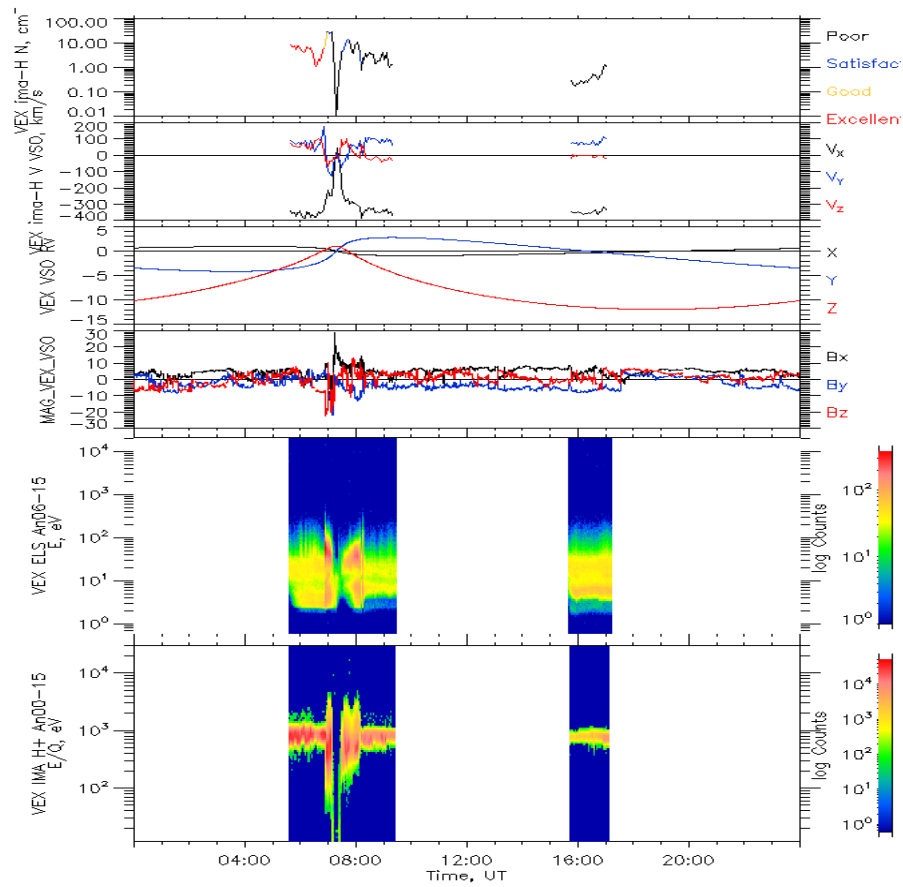 VEX ima-H N, cm⁻
100.00
10.00
1.00
0.10
0.01
Poor
Satisfac
Good
Excellent
VEX ima-H V VSO, km/s
200
100
0
-100
-200
-300
-400
Vx
VY
Vz
VEX VSO RV
5
0
-5
-10
-15
X
Y
Z
MAG_VEX_VSO
30
20
10
0
-10
-20
-30
Bx
By
Bz
VEX ELS An06-15
E, eV
10⁴
10³
10²
10¹
10⁰
log Counts
10²
10¹
10⁰
VEX IMA H+ An00-15
E/Q, eV
10⁴
10³
10²
log Counts
10⁴
10³
10²
10¹
10⁰
04:00
08:00
12:00
16:00
20:00
Time, UT